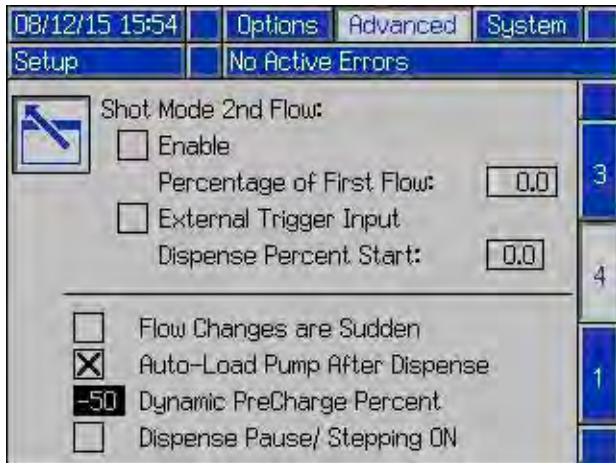 08/12/15 15:54 Options Advanced System
Setup No Active Errors
Shot Mode 2nd Flow:
Enable
Percentage of First Flow: 0.0
External Trigger Input
Dispense Percent Start: 0.0
Flow Changes are Sudden
Auto-Load Pump After Dispense
-50 Dynamic PreCharge Percent
Dispense Pause/ Stepping ON
3
4
1